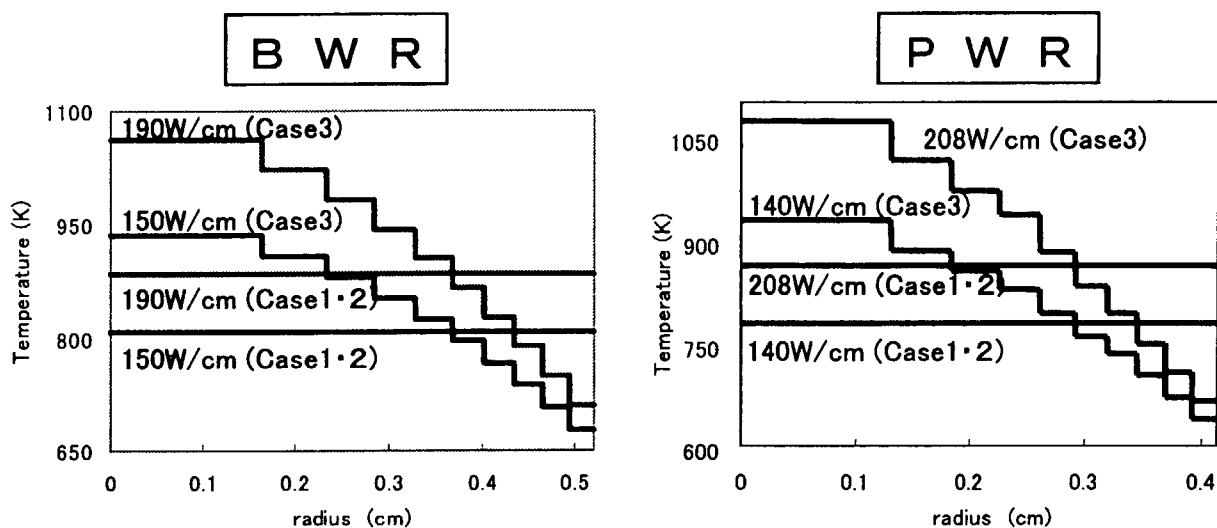 B W R
1100
950
800
650
Temperature (K)
190W/cm (Case3)
150W/cm (Case3)
190W/cm (Case1・2)
150W/cm (Case1・2)
0
0.1
0.2
0.3
0.4
0.5
radius (cm)
P W R
1050
900
750
600
Temperature (K)
208W/cm (Case3)
140W/cm (Case3)
208W/cm (Case1・2)
140W/cm (Case1・2)
0
0.1
0.2
0.3
0.4
radius (cm)